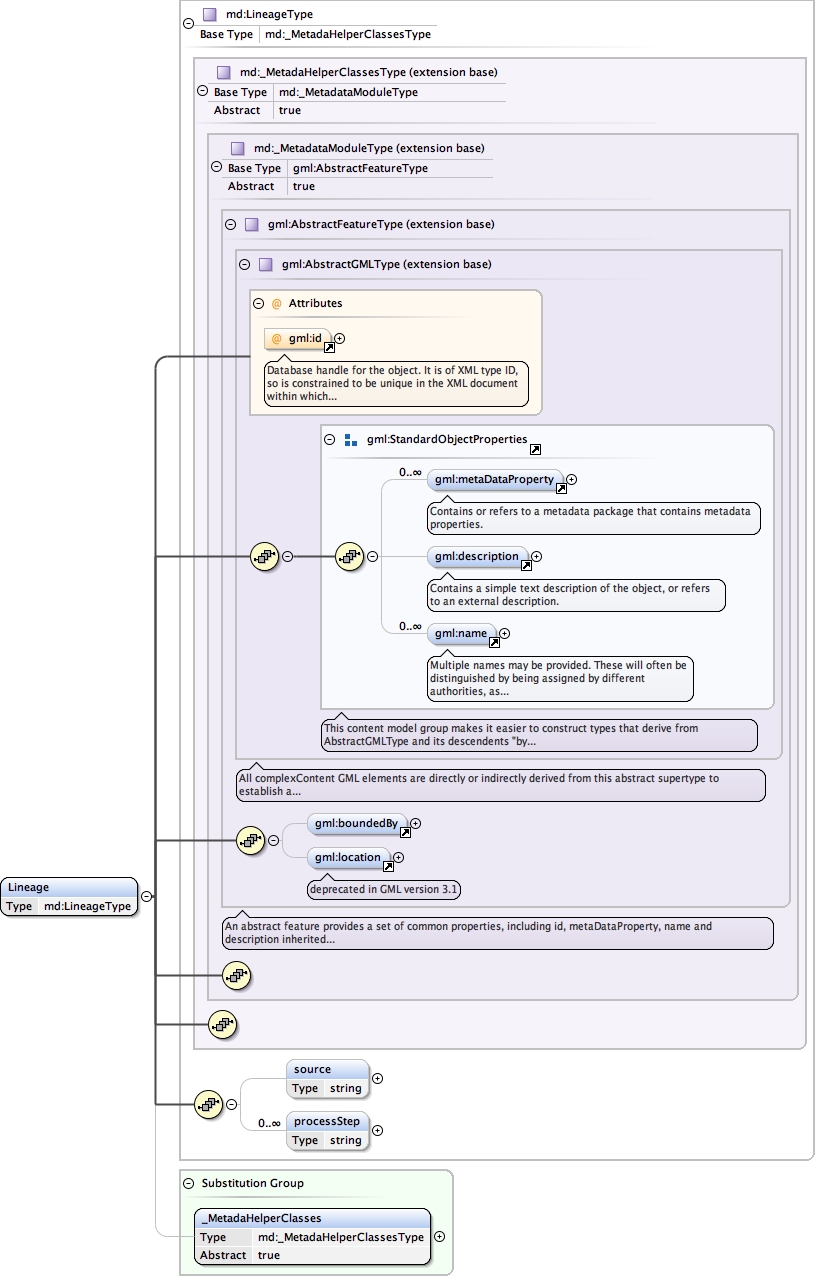 md:LineageType
Base Type md:_MetadaHelperClassesType
md:_MetadaHelperClassesType (extension base)
Base Type md:_MetadataModuleType
Abstract true
md:_MetadataModuleType (extension base)
Base Type gml:AbstractFeatureType
Abstract true
gml:AbstractFeatureType (extension base)
gml:AbstractGMLType (extension base)
@ Attributes
@ gml:id
Database handle for the object. It is of XML type ID,
so is constrained to be unique in the XML document
within which...
gml:StandardObjectProperties
0..∞
gml:metaDataProperty
Contains or refers to a metadata package that contains metadata
properties.
gml:description
Contains a simple text description of the object, or refers
to an external description.
0..∞
gml:name
Multiple names may be provided. These will often be
distinguished by being assigned by different
authorities, as...
This content model group makes it easier to construct types that derive from
AbstractGMLType and its descendents "by...
All complexContent GML elements are directly or indirectly derived from this abstract supertype to
establish a...
gml:boundedBy
gml:location
deprecated in GML version 3.1
Lineage
Type md:LineageType
An abstract feature provides a set of common properties, including id, metaDataProperty, name and
description inherited...
source
Type string
0..∞
processStep
Type string
Substitution Group
_MetadaHelperClasses
Type md:_MetadaHelperClassesType
Abstract true